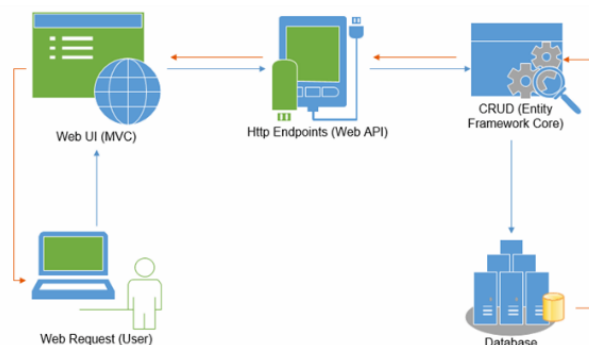 Web UI (MVC)
Http Endpoints (Web API)
CRUD (Entity
Framework Core)
Web Request (User)
Database